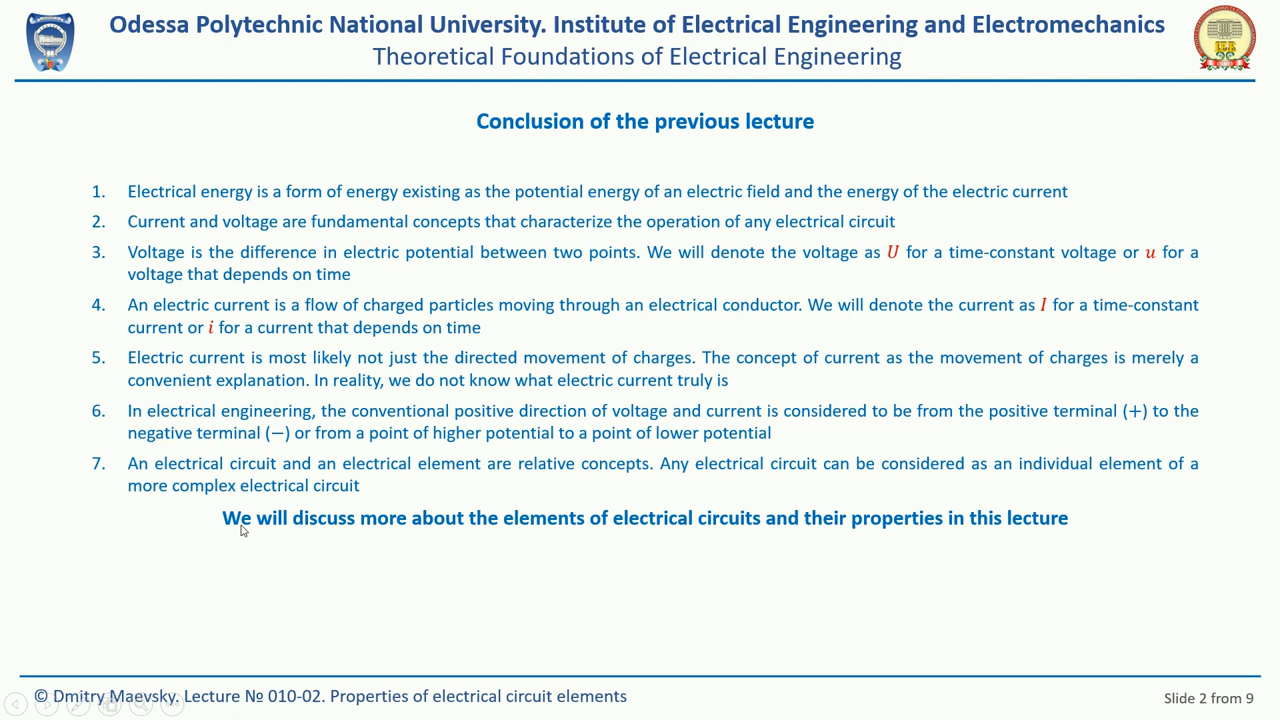 Odessa Polytechnic National University. Institute of Electrical Engineering and Electromechanics
Theoretical Foundations of Electrical Engineering
Conclusion of the previous lecture
1. Electrical energy is a form of energy existing as the potential energy of an electric field and the energy of the electric current
2. Current and voltage are fundamental concepts that characterize the operation of any electrical circuit
3. Voltage is the difference in electric potential between two points. We will denote the voltage as U for a time-constant voltage or u for a
voltage that depends on time
4. An electric current is a flow of charged particles moving through an electrical conductor. We will denote the current as I for a time-constant
current or i for a current that depends on time
5. Electric current is most likely not just the directed movement of charges. The concept of current as the movement of charges is merely a
convenient explanation. In reality, we do not know what electric current truly is
6. In electrical engineering, the conventional positive direction of voltage and current is considered to be from the positive terminal (+) to the
negative terminal (−) or from a point of higher potential to a point of lower potential
7. An electrical circuit and an electrical element are relative concepts. Any electrical circuit can be considered as an individual element of a
more complex electrical circuit
We will discuss more about the elements of electrical circuits and their properties in this lecture
© Dmitry Maevsky. Lecture № 010-02. Properties of electrical circuit elements
Slide 2 from 9